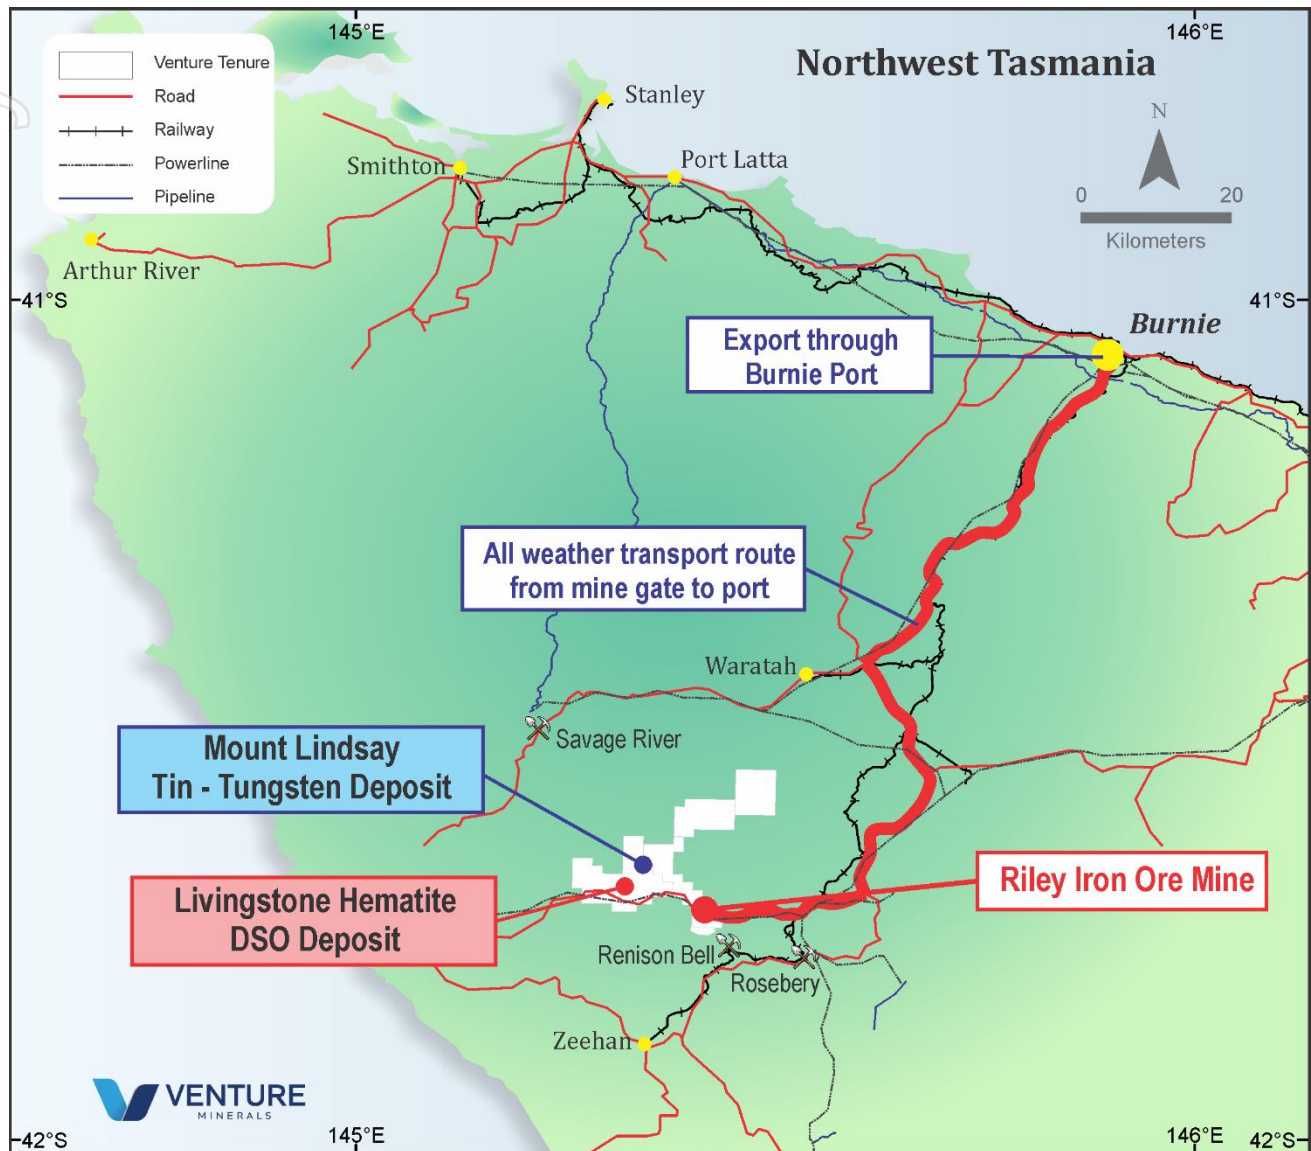 145°E
146°E
Northwest Tasmania
Venture Tenure
Road
Railway
Powerline
Pipeline
N
0 20
Kilometers
Stanley
Smithton
Port Latta
Arthur River
41°S
41°S
Burnie
Export through
Burnie Port
All weather transport route
from mine gate to port
Waratah
Savage River
Mount Lindsay
Tin - Tungsten Deposit
Livingstone Hematite
DSO Deposit
Riley Iron Ore Mine
Renison Bell
Rosebery
Zeehan
VENTURE
MINERALS
42°S
145°E
146°E
42°S